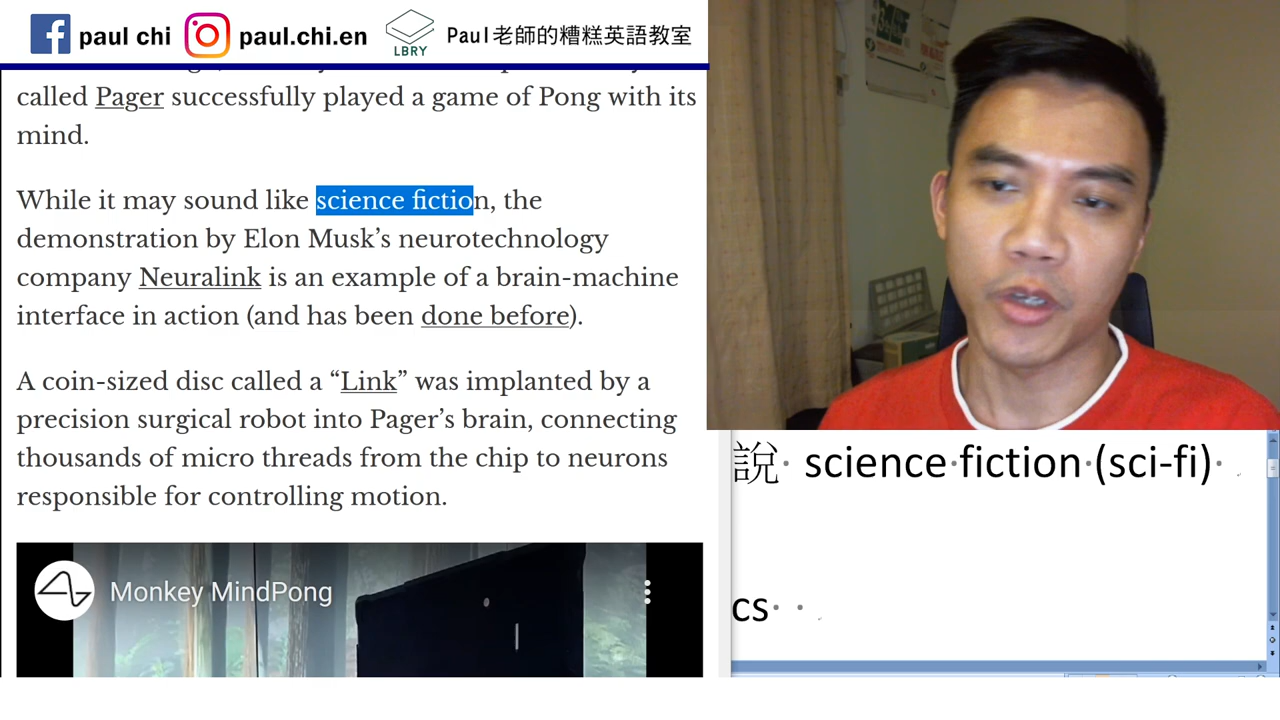 paul chi
paul.chi.en
LBRY
Paul老師的糟糕英語教室
called Pager successfully played a game of Pong with its
mind.
While it may sound like science fiction, the
demonstration by Elon Musk’s neurotechnology
company Neuralink is an example of a brain-machine
interface in action (and has been done before).
A coin-sized disc called a “Link” was implanted by a
precision surgical robot into Pager’s brain, connecting
thousands of micro threads from the chip to neurons
responsible for controlling motion.
Monkey MindPong
說 science fiction (sci-fi)
cs